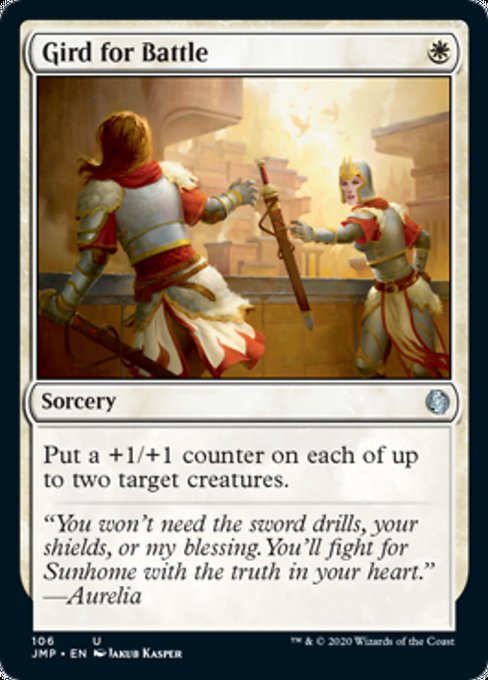 Gird for Battle
Sorcery
Put a +1/+1 counter on each of up
to two target creatures.
“You won’t need the sword drills, your
shields, or my blessing. You’ll fight for
Sunhome with the truth in your heart.”
—Aurelia
106 U
JMP • EN Jakub Kasper
™ & © 2020 Wizards of the Coast